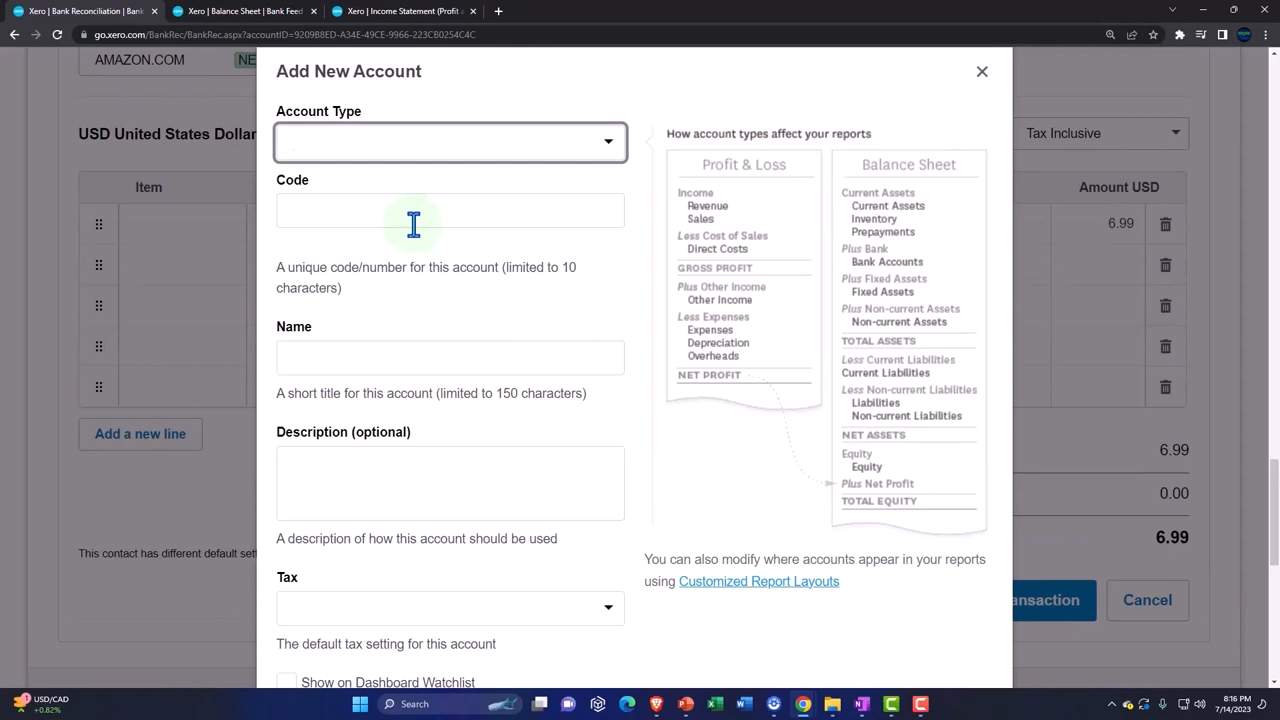 Xero | Bank Reconciliation | Bank
Xero | Balance Sheet | Get Feed
Xero | Income Statement (Profit a
go.xero.com/BankRec/BankRec.aspx?accountID=9209B8ED-A34E-49CE-9966-223CB0254C4C
AMAZON.COM
NE
Add New Account
Account Type
How account types affect your reports
USD United States Dollar
Tax Inclusive
Profit & Loss
Balance Sheet
Code
Item
Amount USD
Income
Revenue
Sales
Less Cost of Sales
Direct Costs
GROSS PROFIT
Plus Other Income
Other Income
Less Expenses
Expenses
Depreciation
Overheads
NET PROFIT
Current Assets
Current Assets
Inventory
Prepayments
Plus Bank
Bank Accounts
Plus Fixed Assets
Fixed Assets
Plus Non-current Assets
Non-current Assets
TOTAL ASSETS
Less Current Liabilities
Current Liabilities
Less Non-current Liabilities
Liabilities
Non-current Liabilities
NET ASSETS
Equity
Equity
Plus Net Profit
TOTAL EQUITY
6.99
A unique code/number for this account (limited to 10
characters)
Name
A short title for this account (limited to 150 characters)
Description (optional)
Add a new line
6.99
0.00
A description of how this account should be used
6.99
This contact has different default sett
You can also modify where accounts appear in your reports
using Customized Report Layouts
Tax
ansaction
Cancel
The default tax setting for this account
Show on Dashboard Watchlist
1
USD/CAD
+0.82%
Search
8:16 PM
7/14/2023